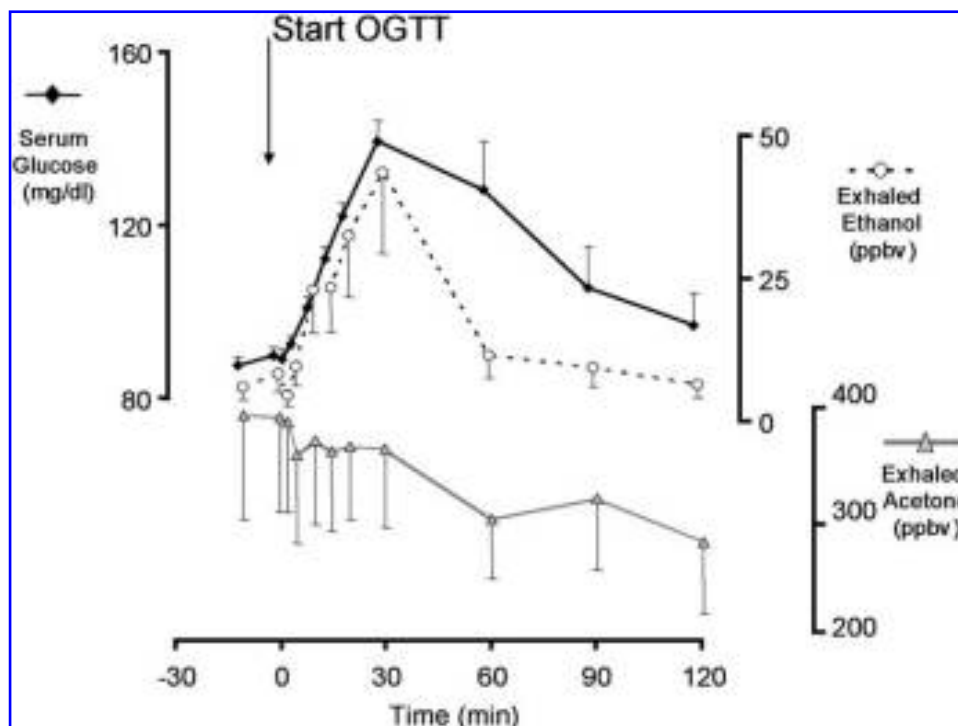 Start OGTT
160
120
80
Serum
Glucose
(mg/dl)
50
25
0
Exhaled
Ethanol
(ppbv)
400
300
200
Exhaled
Acetone
(ppbv)
-30 0 30 60 90 120
Time (min)